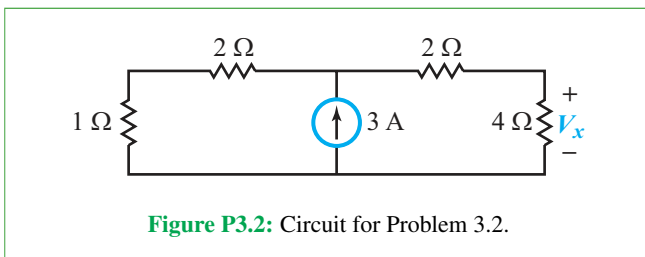 2 Ω 2 Ω
+
1 Ω 3 A 4 Ω Vx
−
Figure P3.2: Circuit for Problem 3.2.